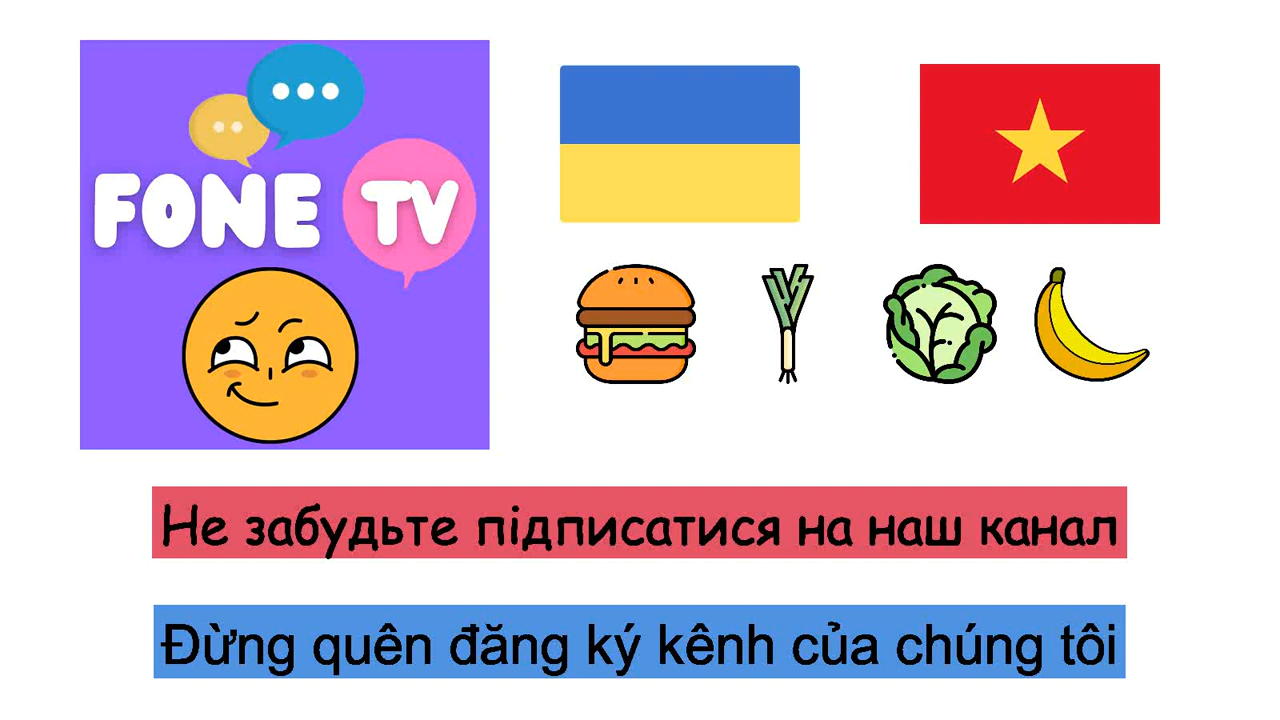 FONE TV
Не забудьте підписатися на наш канал
Đừng quên đăng ký kênh của chúng tôi